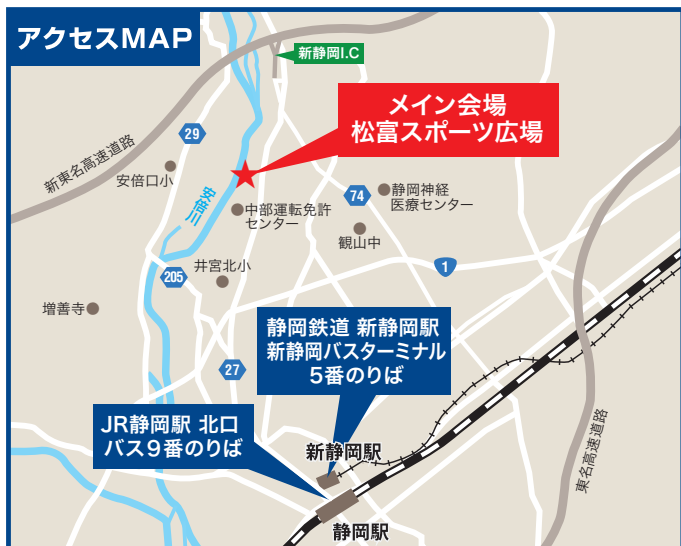 アクセスMAP
新静岡I.C
メイン会場
松富スポーツ広場
29
新東名高速道路
安倍口小
安倍川
74
静岡神経
医療センター
中部運転免許
センター
観山中
井宮北小
205
1
増善寺
静岡鉄道 新静岡駅
新静岡バスターミナル
5番のりば
27
JR静岡駅 北口
バス9番のりば
新静岡駅
東名高速道路
静岡駅